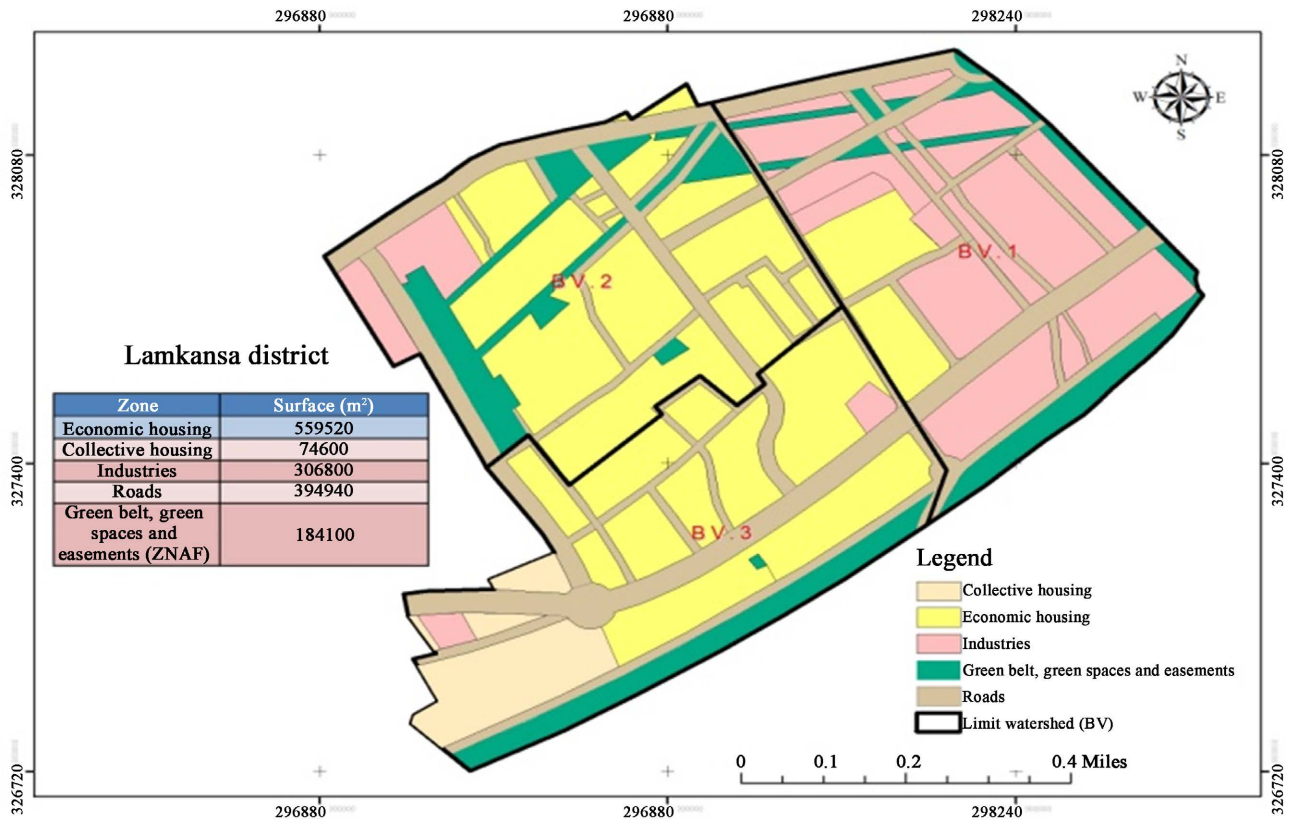 296880
296880
298240
N
W
E
S
328080
328080
BV.1
BV.2
Lamkansa district
Zone Surface (m²)
Economic housing 559520
Collective housing 74600
Industries 306800
Roads 394940
Green belt, green
spaces and
easements (ZNAF)
184100
327400
327400
BV.3
Legend
Collective housing
Economic housing
Industries
Green belt, green spaces and easements
Roads
Limit watershed (BV)
0 0.1 0.2 0.4 Miles
326720
326720
296880
296880
298240